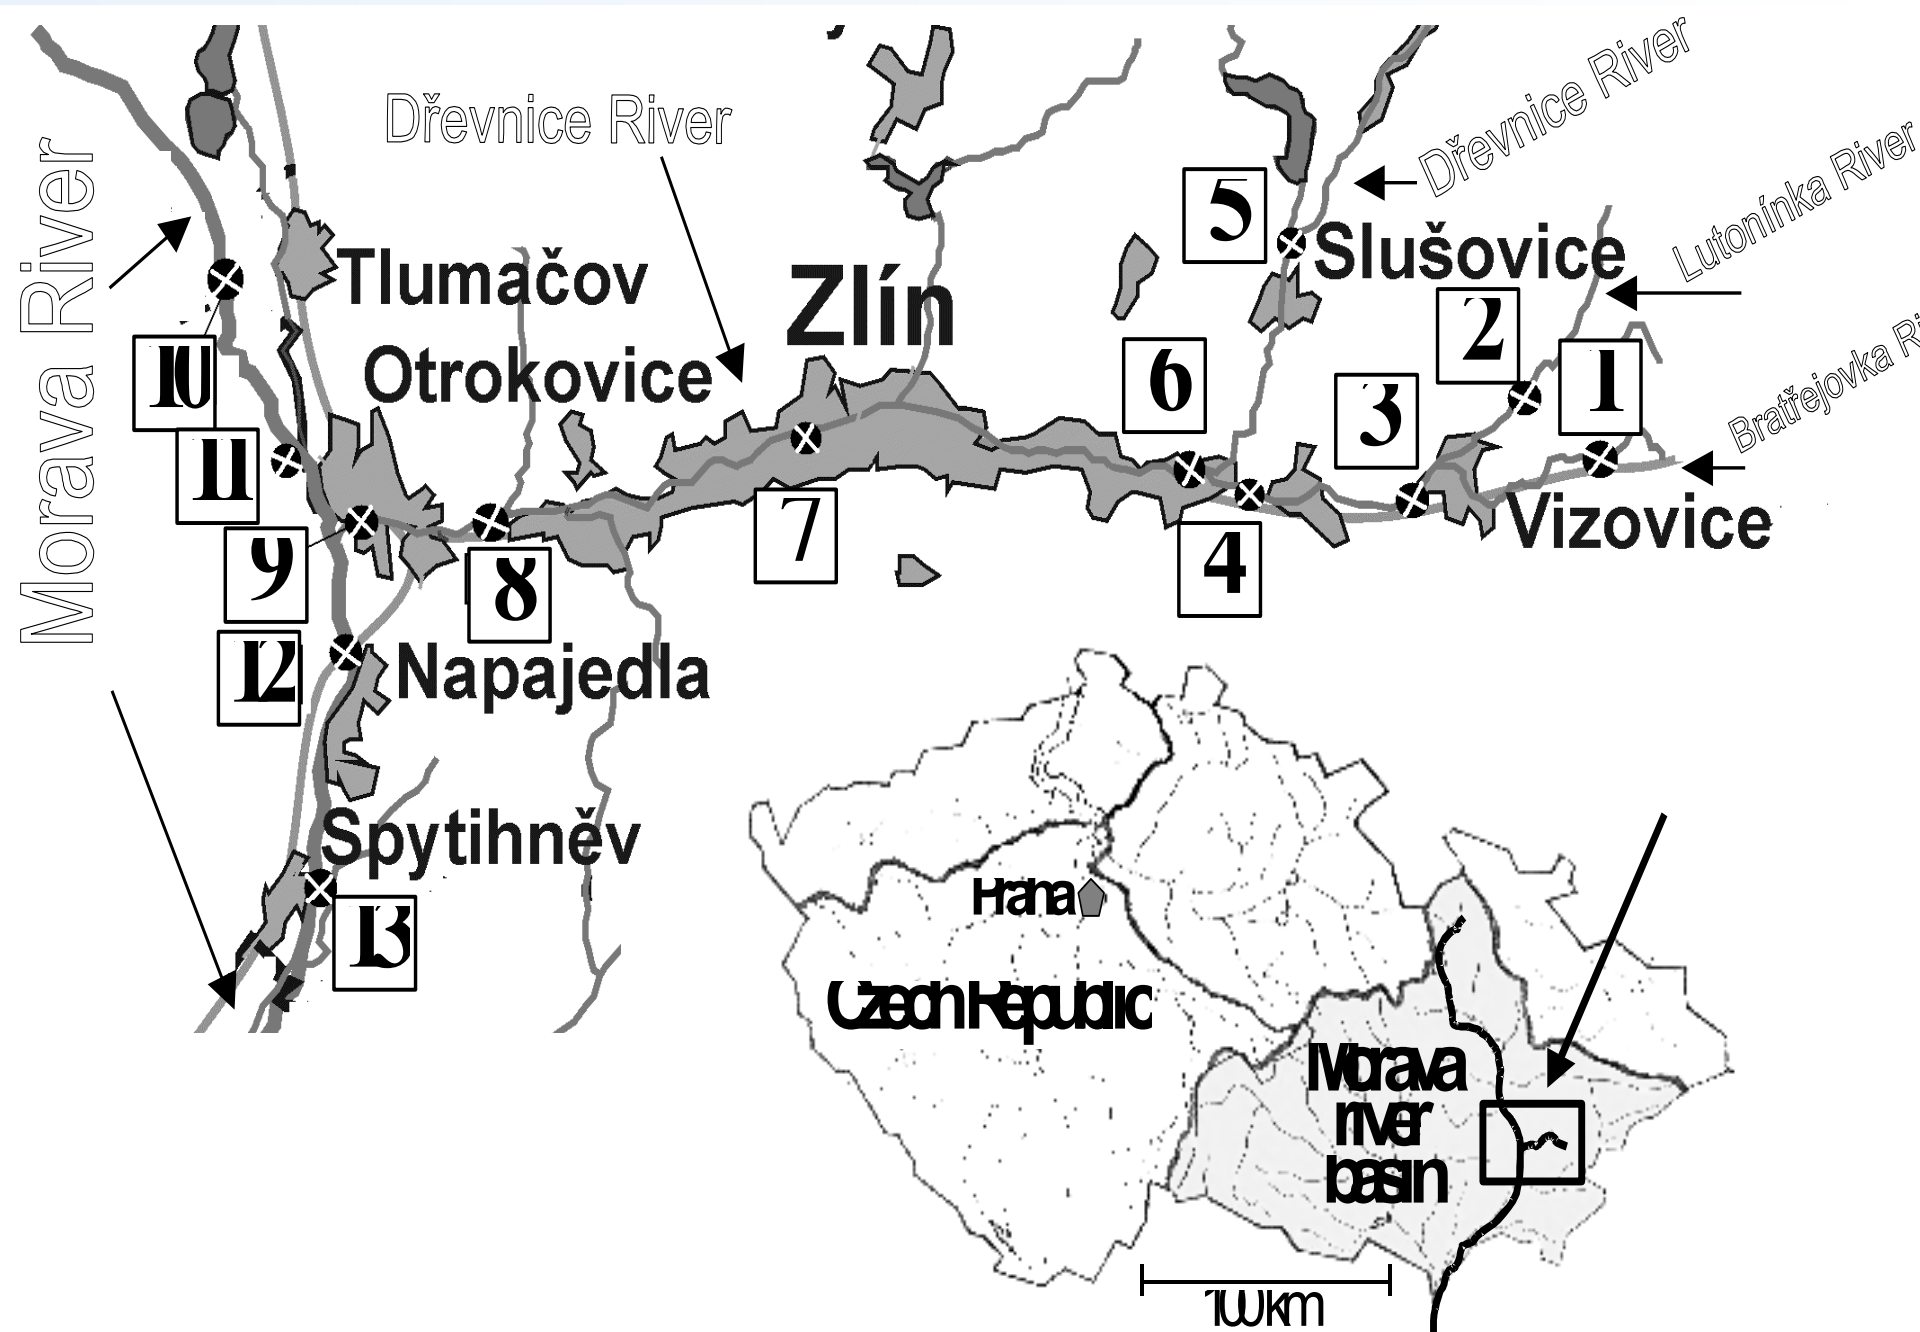 Dřevnice River
Dřevnice River
Lutonínka River
Bratřejovka Ri
Morava River
Tlumačov
Otrokovice
Zlín
Slušovice
Vizovice
Napajedla
Spytihněv
5
2
1
6
3
10
11
7
4
9
8
12
13
Praha
Czech Republic
Morava
river
basin
100 km